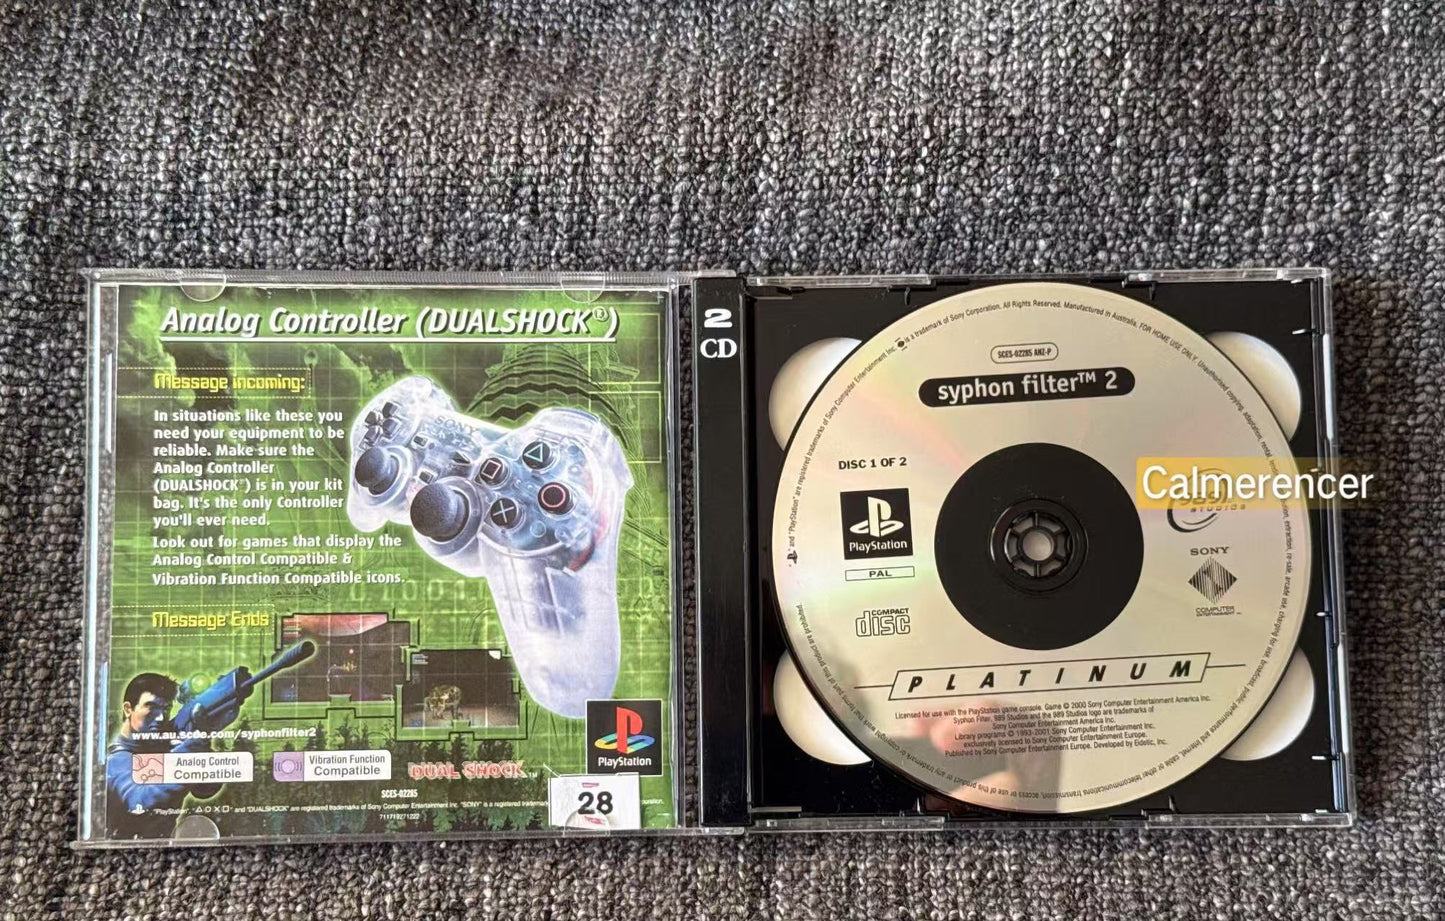 Analog Controller (DUALSHOCK®)
Message Incoming:
In situations like these you
need your equipment to be
reliable. Make sure the
Analog Controller
(DUALSHOCK®) is in your kit
bag. It's the only Controller
you'll ever need.
Look out for games that display the
Analog Control Compatible &
Vibration Function Compatible icons.
Message Ends
www.au.scee.com/syphonfilter2
Analog Control
Compatible
Vibration Function
Compatible
DUAL SHOCK™
PlayStation
SCES-02285
28
SONY
2
CD
SCES-02285 ANZ-P
syphon filter™ 2
DISC 1 OF 2
PlayStation
PAL
COMPACT
disc
Calmerencer
STUDIOS
SONY
COMPUTER
ENTERTAINMENT
PLATINUM
Licensed for use with the PlayStation game console. Game © 2000 Sony Computer Entertainment America Inc.
Syphon Filter, 989 Studios and the 989 Studios logo are trademarks of
Sony Computer Entertainment America Inc.
Library programs © 1993-2001 Sony Computer Entertainment Inc.
exclusively licensed to Sony Computer Entertainment Europe.
Published by Sony Computer Entertainment Europe. Developed by Eidetic, Inc.